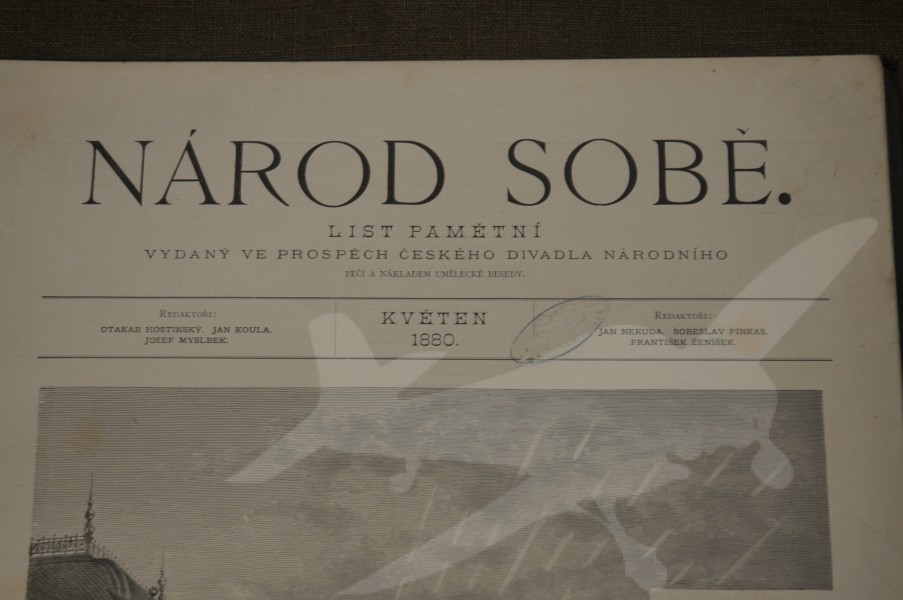 NÁROD SOBĚ.
LIST PAMĚTNÍ
VYDANÝ VE PROSPĚCH ČESKÉHO DIVADLA NÁRODNÍHO
PÉČÍ A NÁKLADEM UMĚLECKÉ BESEDY.
REDAKTOŘI:
OTAKAR HOSTINSKÝ. JAN KOULA.
JOSEF MYSLBEK.
KVĚTEN
1880.
REDAKTOŘI:
JAN NERUDA. SOBĚSLAV PINKAS.
FRANTIŠEK ŽENÍŠEK.